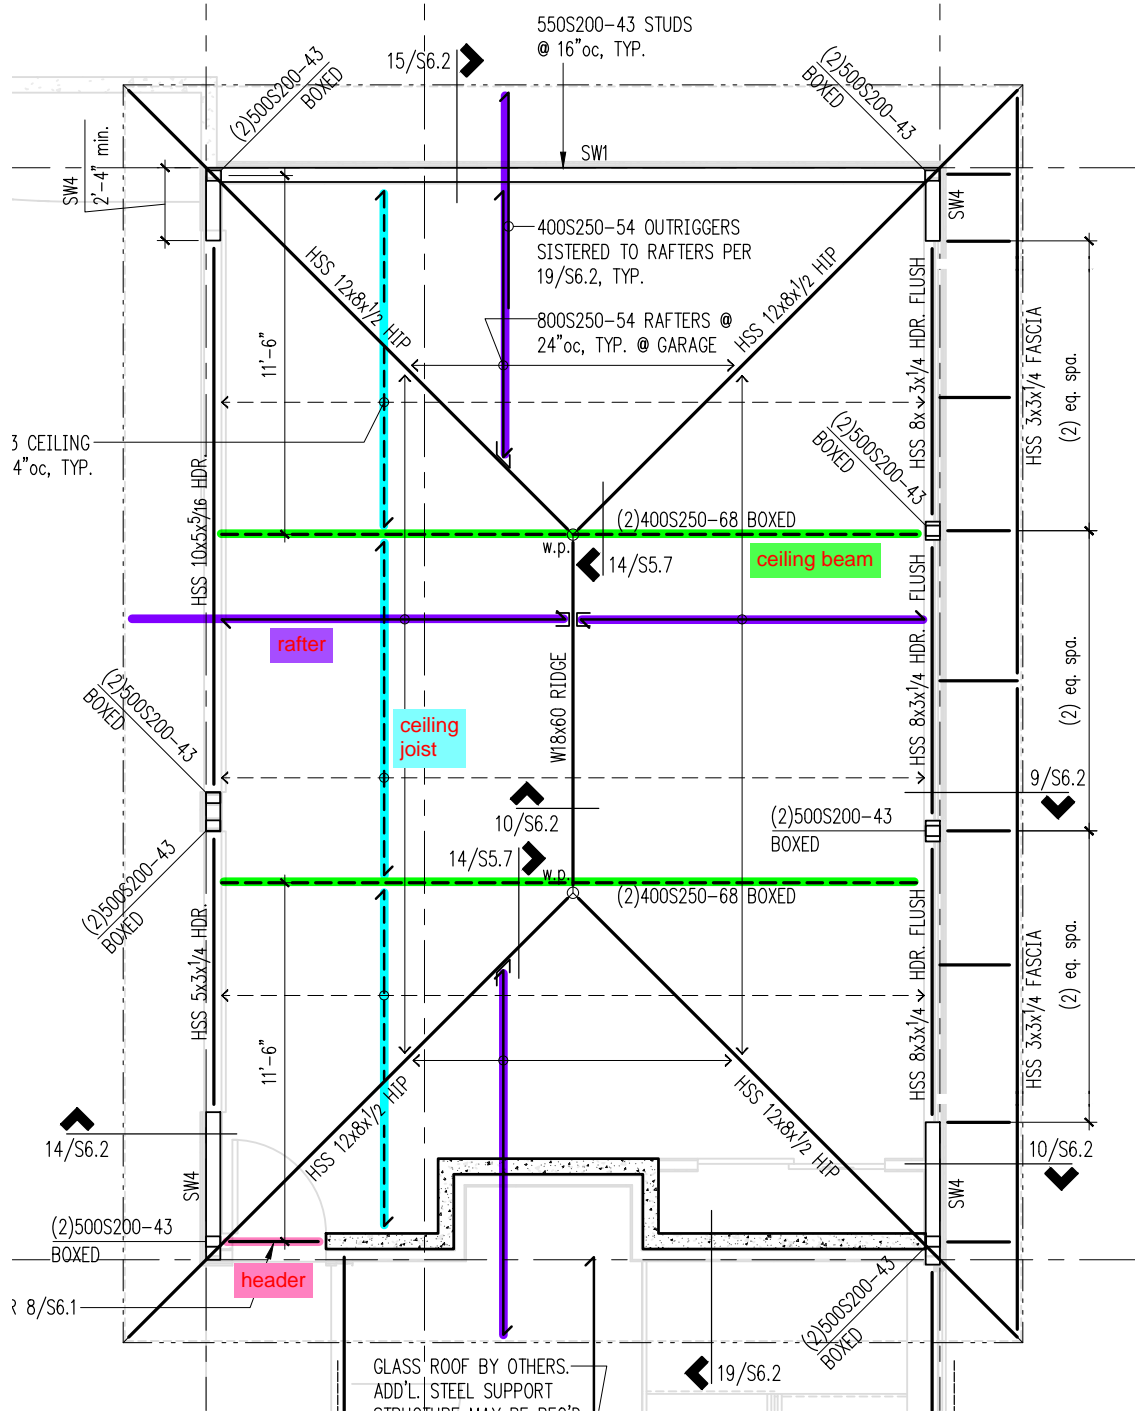 550S200-43 STUDS
@ 16"oc, TYP.
15/S6.2
(2)500S200-43
BOXED
(2)500S200-43
BOXED
SW1
SW4
2'-4" min.
SW4
400S250-54 OUTRIGGERS
SISTERED TO RAFTERS PER
19/S6.2, TYP.
HSS 12x8x1/2 HIP
HSS 12x8x1/2 HIP
800S250-54 RAFTERS @
24"oc, TYP. @ GARAGE
11'-6"
HSS 8x3x1/4 HDR. FLUSH
HSS 3x3x1/4 FASCIA
(2) eq. spa.
3 CEILING
4"oc, TYP.
(2)500S200-43
BOXED
HSS 10x5x5/16 HDR.
(2)400S250-68 BOXED
w.p.
14/S5.7
ceiling beam
rafter
HSS 8x3x1/4 HDR. FLUSH
(2) eq. spa.
(2)500S200-43
BOXED
ceiling
joist
W18x60 RIDGE
9/S6.2
10/S6.2
(2)500S200-43
BOXED
14/S5.7
w.p.
(2)400S250-68 BOXED
(2)500S200-43
BOXED
HSS 5x3x1/4 HDR.
HSS 8x3x1/4 HDR. FLUSH
HSS 3x3x1/4 FASCIA
(2) eq. spa.
11'-6"
HSS 12x8x1/2 HIP
HSS 12x8x1/2 HIP
14/S6.2
10/S6.2
SW4
SW4
(2)500S200-43
BOXED
header
R 8/S6.1
(2)500S200-43
BOXED
GLASS ROOF BY OTHERS.
ADD'L. STEEL SUPPORT
STRUCTURE MAY BE REQ'D
19/S6.2